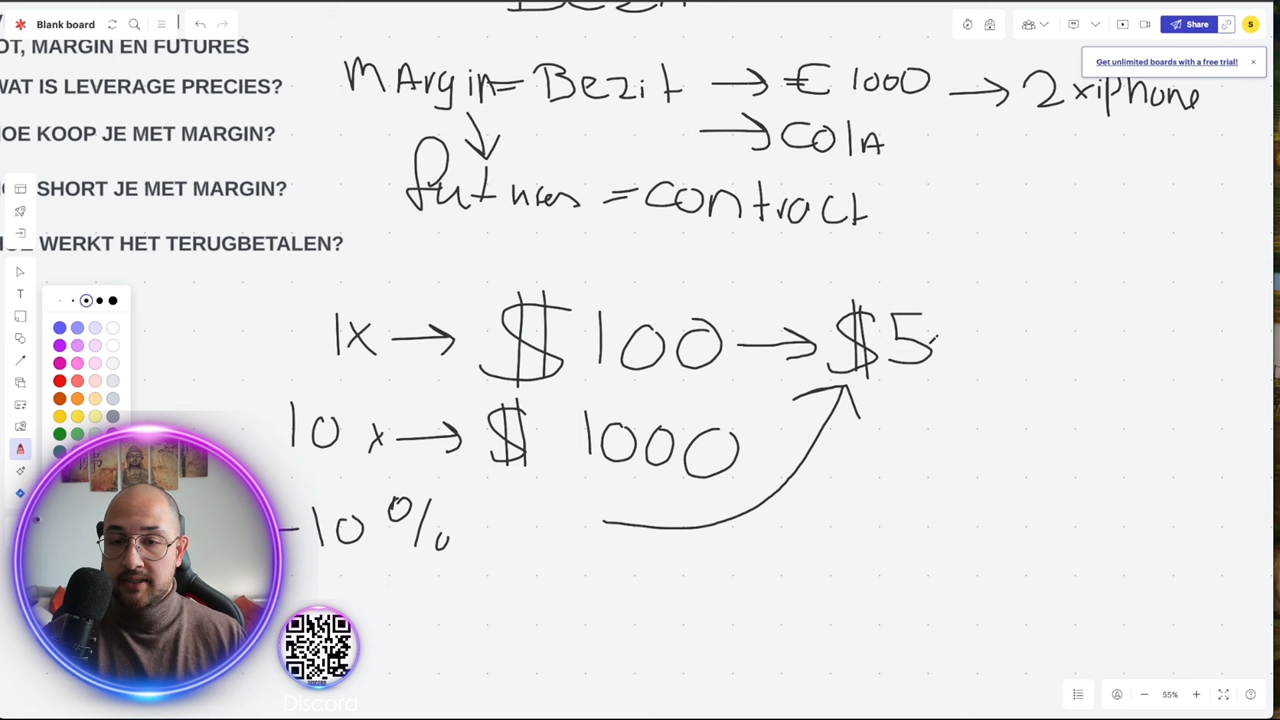 Blank board
Share
S
Get unlimited boards with a free trial!
OT, MARGIN EN FUTURES
WAT IS LEVERAGE PRECIES?
OE KOOP JE MET MARGIN?
SHORT JE MET MARGIN?
WERKT HET TERUGBETALEN?
MArgin= Bezit → € 1000 → 2xiphone
→ COlA
↓
futures = contract
1x → $ 100 → $5
10 x → $ 1000
-10 %
T
Discord
55%